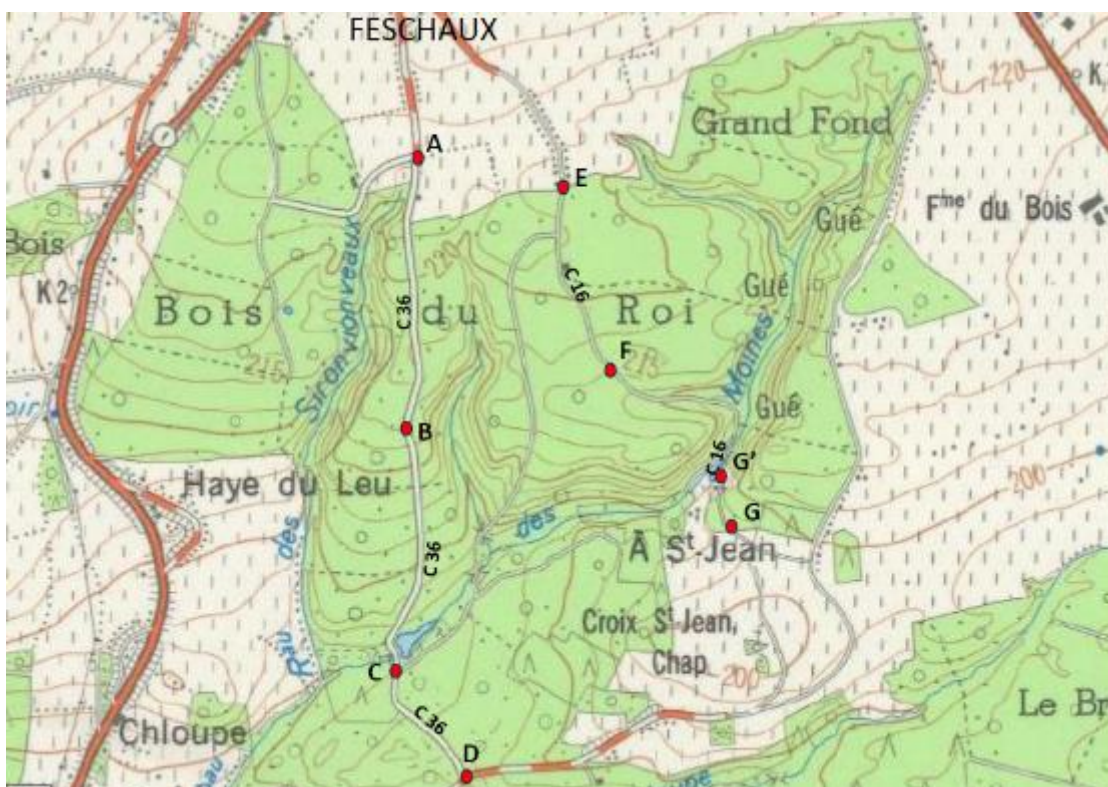 FESCHAUX
220
K
A
Grand Fond
E
Gué
Fme du Bois
Bois
K2
220
C 16
Gué
Sironvionveaux
C 36
Bois du Roi
F
213
Moines
215
Gué
B
C 16
G'
Haye du Leu
200
des
G
À St Jean
C 36
des
Croix St Jean,
Chap
200
C
Rau
Le Br
C 36
Chloupe
D